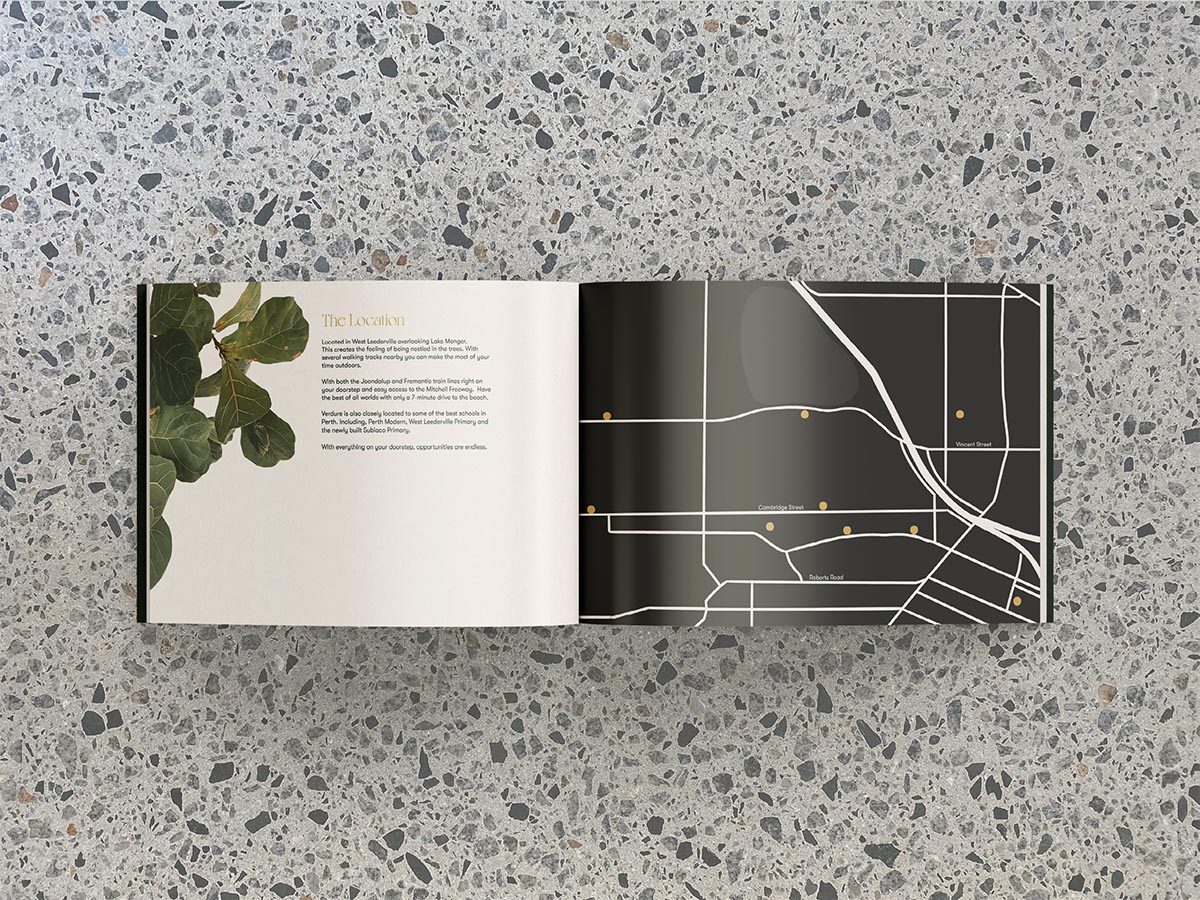 The Location
Located in West Leederville overlooking Lake Monger.
This creates the feeling of being nestled in the trees. With
several walking tracks nearby you can make the most of your
time outdoors.
With both the Joondalup and Fremantle train lines right on
your doorstep and easy access to the Mitchell Freeway. Have
the best of all worlds with only a 7-minute drive to the beach.
Verdure is also closely located to some of the best schools in
Perth. Including, Perth Modern, West Leederville Primary and
the newly built Subiaco Primary.
With everything on your doorstep, opportunities are endless.
Vincent Street
Cambridge Street
Roberts Road